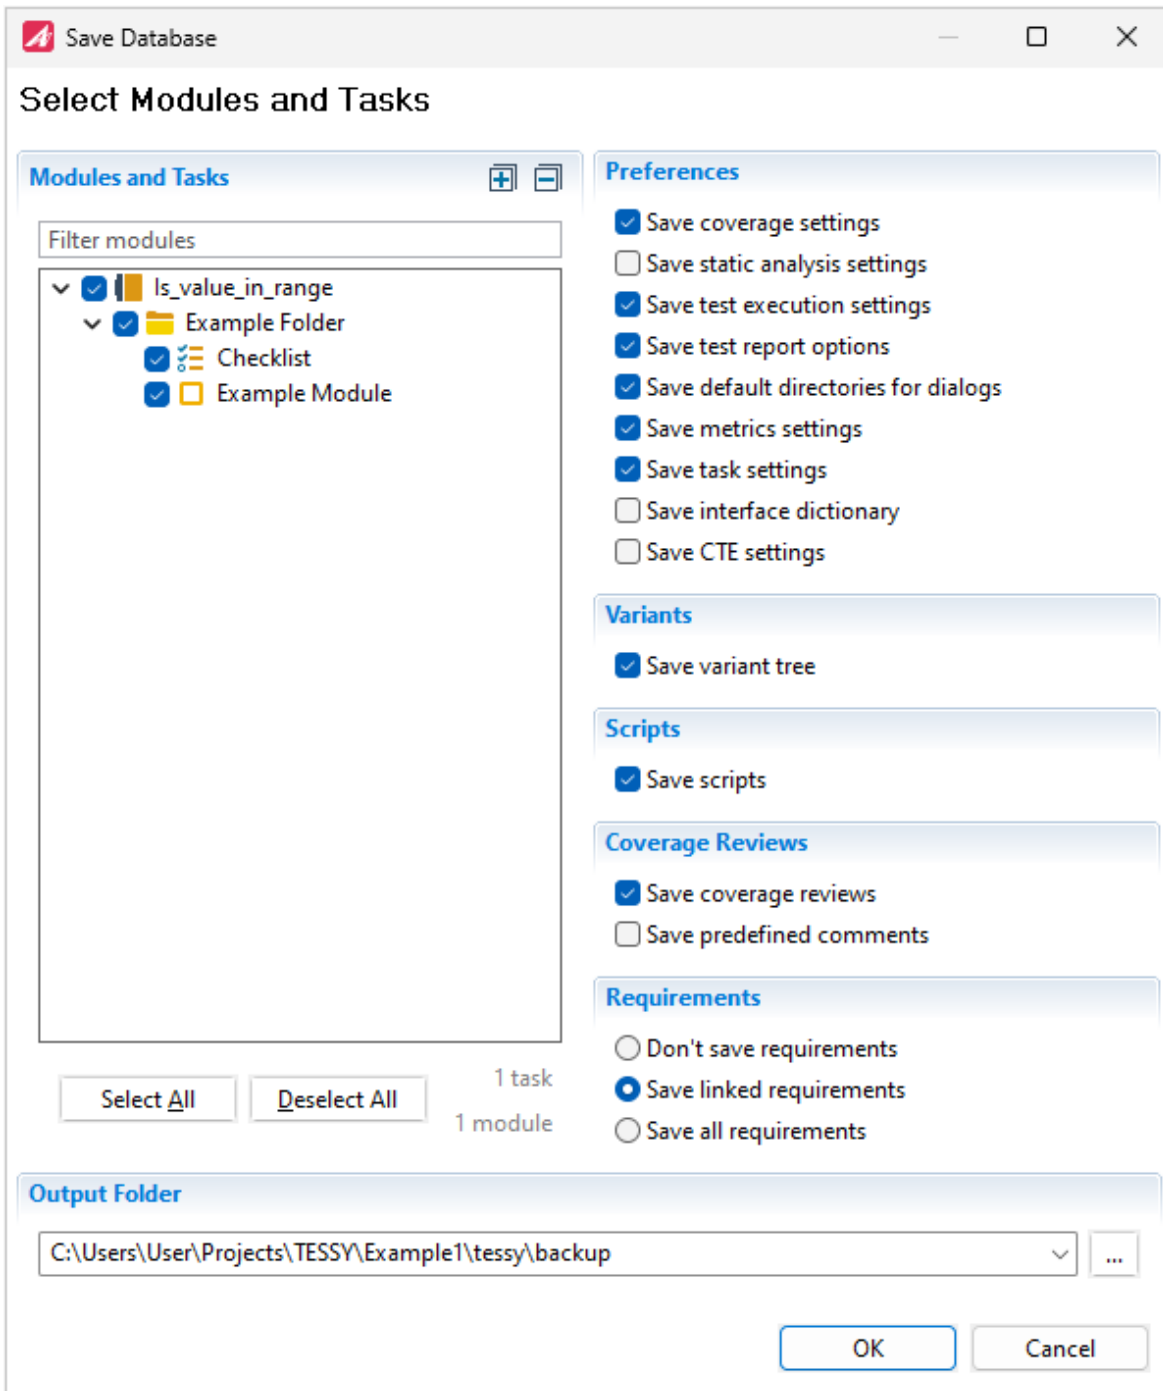 Save Database
Select Modules and Tasks
Modules and Tasks
Filter modules
Is_value_in_range
Example Folder
Checklist
Example Module
Select All
Deselect All
1 task
1 module
Preferences
Save coverage settings
Save static analysis settings
Save test execution settings
Save test report options
Save default directories for dialogs
Save metrics settings
Save task settings
Save interface dictionary
Save CTE settings
Variants
Save variant tree
Scripts
Save scripts
Coverage Reviews
Save coverage reviews
Save predefined comments
Requirements
Don't save requirements
Save linked requirements
Save all requirements
Output Folder
C:\Users\User\Projects\TESSY\Example1\tessy\backup
...
OK
Cancel